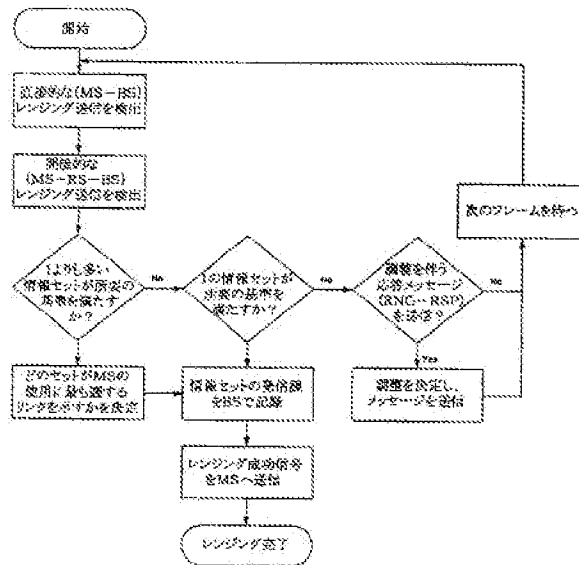 開始
直接的な(MS-BS)
レンジング送信を検出
間接的な
(MS-RS-BS)
レンジング送信を検出
次のフレームを待つ
1よりも多い
情報セットが所要の
基準を満たす
か？
No
1の情報セットが
所要の基準を
満たすか？
No
調整を伴う
応答メッセージ
(RNG-RSP)
を送信？
No
Yes
どのセットがMSの
使用に最も適する
リンクを示すかを決定
情報セットの発信源
をBSで記録
調整を決定し、
メッセージを送信
レンジング成功信号
をMSへ送信
レンジング完了